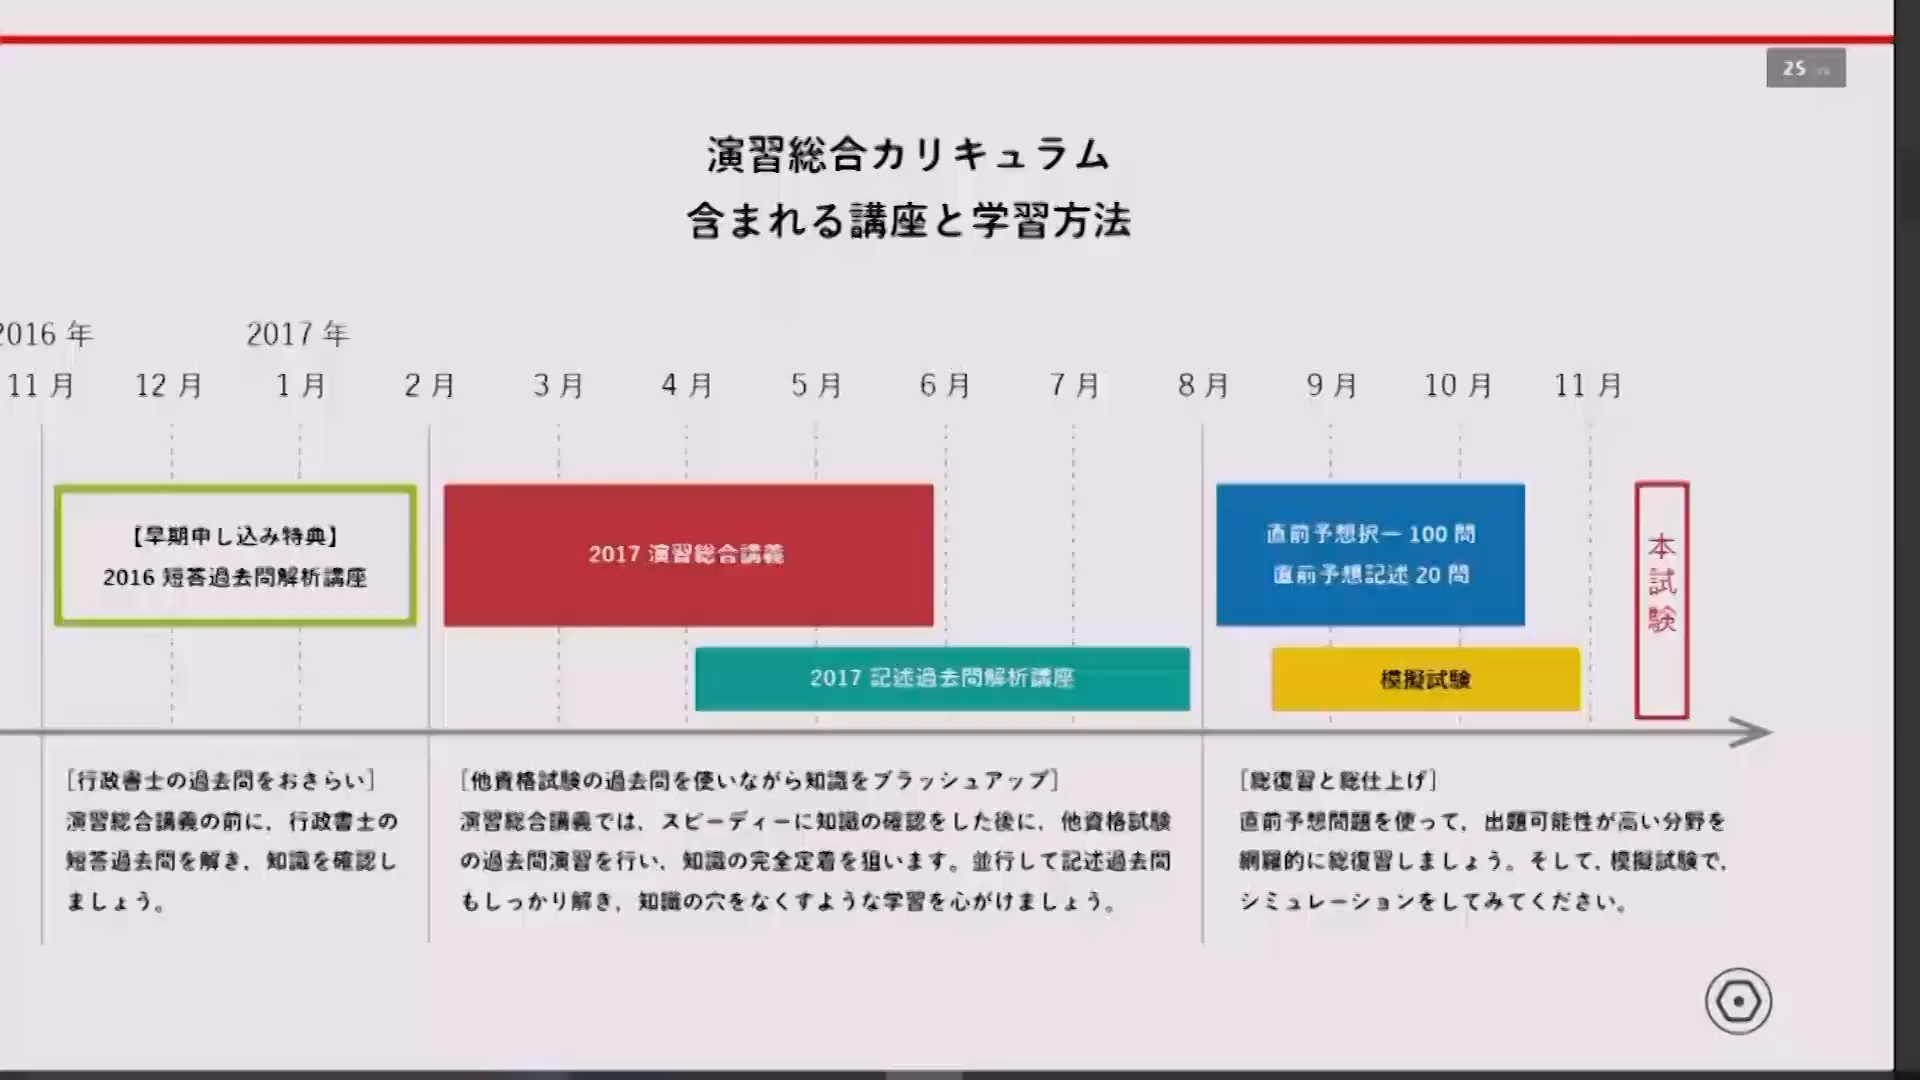 25
演習総合カリキュラム
含まれる講座と学習方法
2016 年
2017 年
11 月 12 月 1 月 2 月 3 月 4 月 5 月 6 月 7 月 8 月 9 月 10 月 11 月
【早期申し込み特典】
2016 短答過去問解析講座
2017 演習総合講義
2017 記述過去問解析講座
直前予想択一 100 問
直前予想記述 20 問
模擬試験
本試験
[行政書士の過去問をおさらい]
演習総合講義の前に，行政書士の
短答過去問を解き，知識を確認し
ましょう。
[他資格試験の過去問を使いながら知識をブラッシュアップ]
演習総合講義では，スピーディーに知識の確認をした後に，他資格試験
の過去問演習を行い，知識の完全定着を狙います。並行して記述過去問
もしっかり解き，知識の穴をなくすような学習を心がけましょう。
[総復習と総仕上げ]
直前予想問題を使って，出題可能性が高い分野を
網羅的に総復習しましょう。そして，模擬試験で，
シミュレーションをしてみてください。